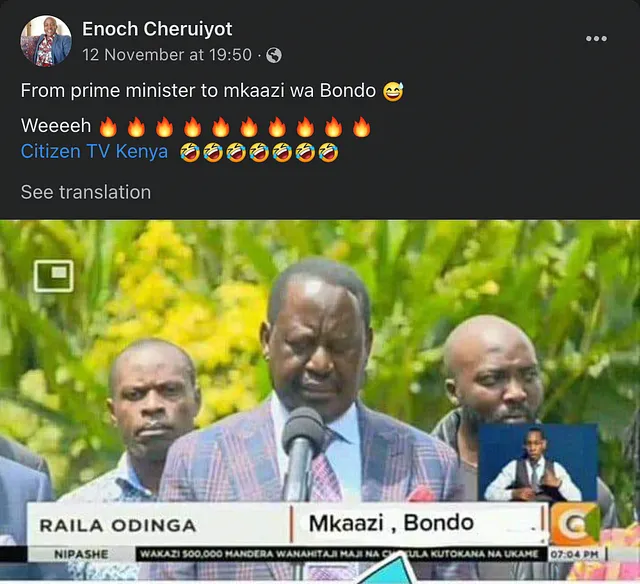 Enoch Cheruiyot
12 November at 19:50 ·
From prime minister to mkaazi wa Bondo 😅
Weeeeh 🔥🔥🔥🔥🔥🔥🔥🔥🔥🔥
Citizen TV Kenya 🤣🤣🤣🤣🤣🤣🤣
See translation
RAILA ODINGA
Mkaazi , Bondo
NIPASHE
WAKAZI 500,000 MANDERA WANAHITAJI MAJI NA KUTOKANA NA UKAME
07:04 PM